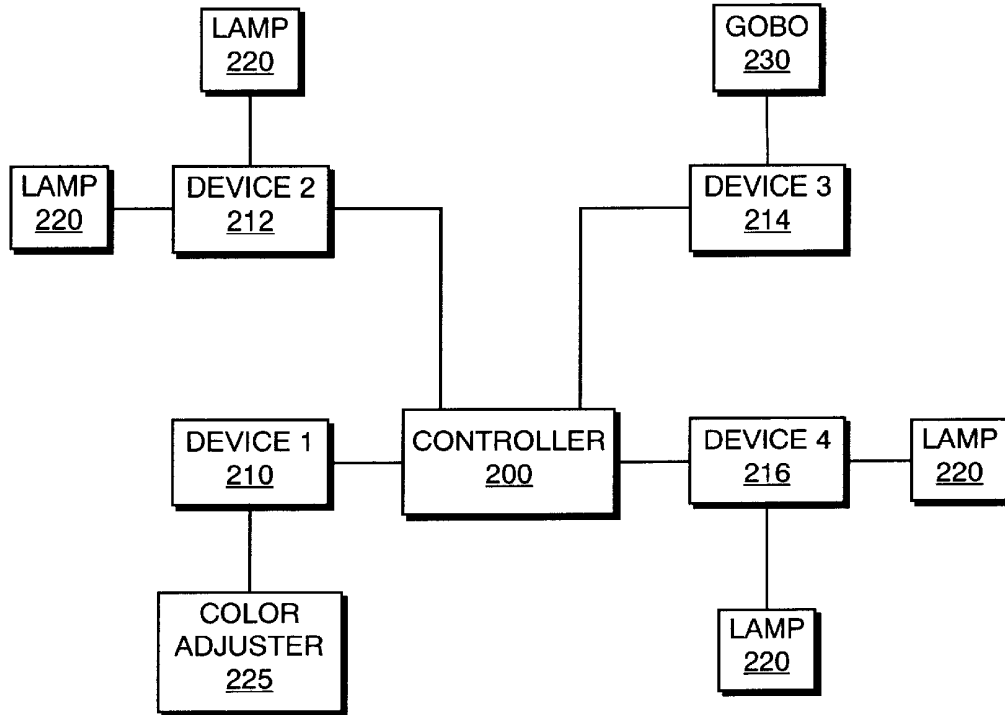 LAMP
220
GOBO
230
LAMP
220
DEVICE 2
212
DEVICE 3
214
DEVICE 1
210
CONTROLLER
200
DEVICE 4
216
LAMP
220
COLOR
ADJUSTER
225
LAMP
220